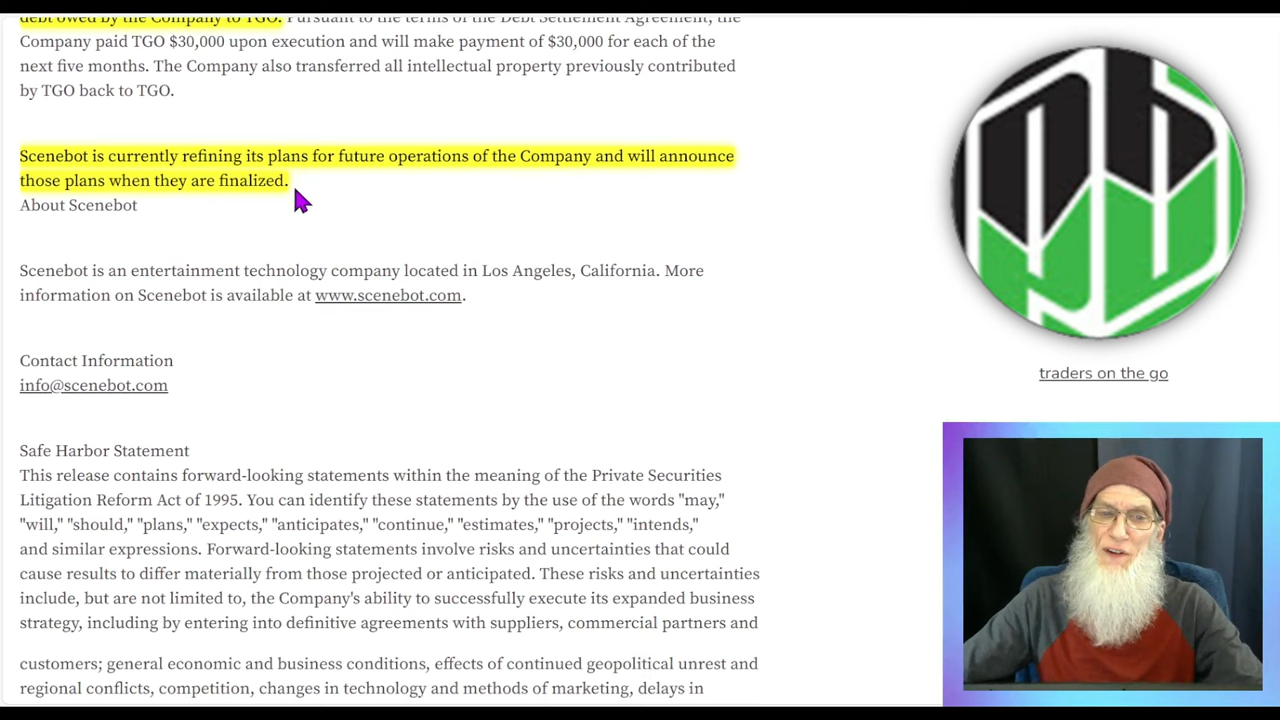 debt owed by the Company to TGO. Pursuant to the terms of the Debt Settlement Agreement, the
Company paid TGO $30,000 upon execution and will make payment of $30,000 for each of the
next five months. The Company also transferred all intellectual property previously contributed
by TGO back to TGO.
Scenebot is currently refining its plans for future operations of the Company and will announce
those plans when they are finalized.
About Scenebot
Scenebot is an entertainment technology company located in Los Angeles, California. More
information on Scenebot is available at www.scenebot.com.
Contact Information
info@scenebot.com
Safe Harbor Statement
This release contains forward-looking statements within the meaning of the Private Securities
Litigation Reform Act of 1995. You can identify these statements by the use of the words "may,"
"will," "should," "plans," "expects," "anticipates," "continue," "estimates," "projects," "intends,"
and similar expressions. Forward-looking statements involve risks and uncertainties that could
cause results to differ materially from those projected or anticipated. These risks and uncertainties
include, but are not limited to, the Company's ability to successfully execute its expanded business
strategy, including by entering into definitive agreements with suppliers, commercial partners and
customers; general economic and business conditions, effects of continued geopolitical unrest and
regional conflicts, competition, changes in technology and methods of marketing, delays in
traders on the go